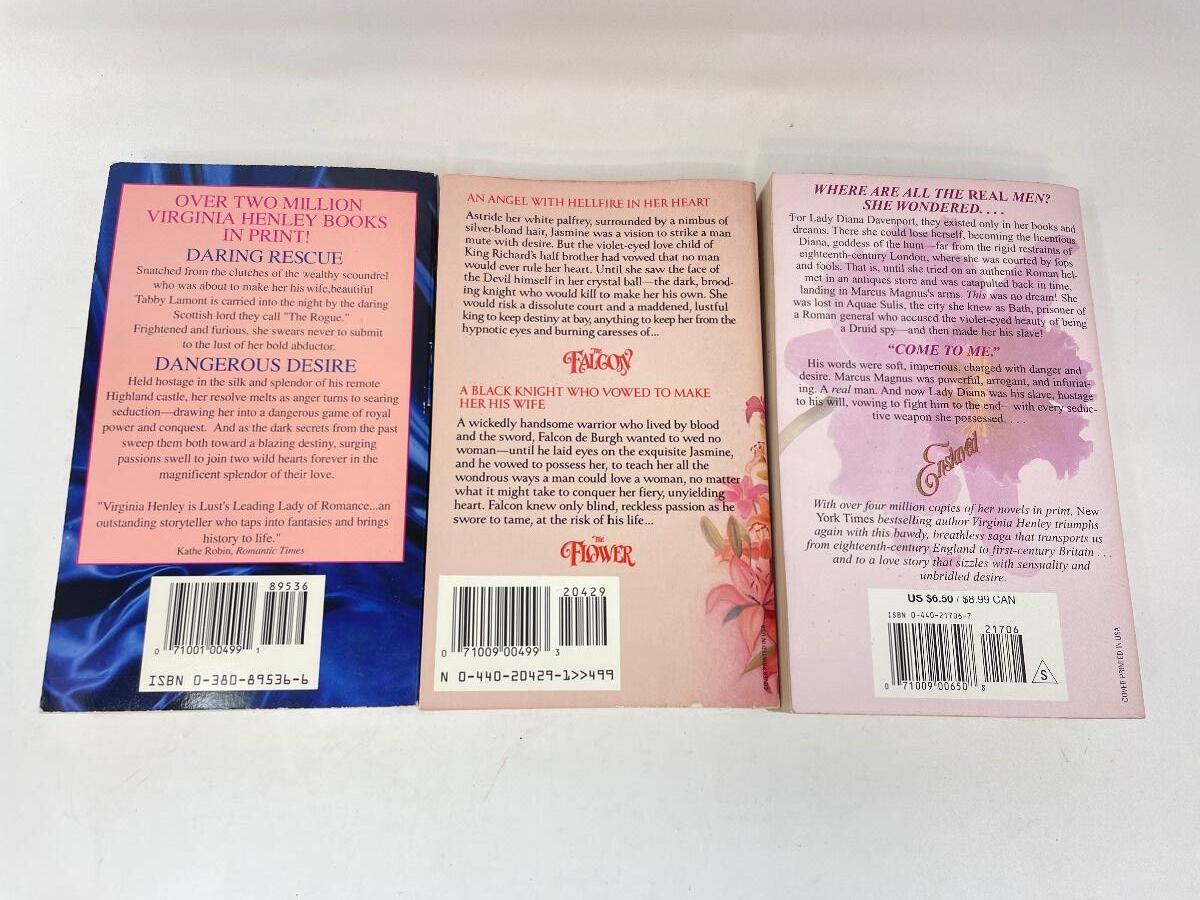 OVER TWO MILLION
VIRGINIA HENLEY BOOKS
IN PRINT!
DARING RESCUE
Snatched from the clutches of the wealthy scoundrel
who was about to make her his wife,beautiful
Tabby Lamont is carried into the night by the daring
Scottish lord they call "The Rogue."
Frightened and furious, she swears never to submit
to the lust of her bold abductor.
DANGEROUS DESIRE
Held hostage in the silk and splendor of his remote
Highland castle, her resolve melts as anger turns to searing
seduction—drawing her into a dangerous game of royal
power and conquest. And as the dark secrets from the past
sweep them both toward a blazing destiny, surging
passions swell to join two wild hearts forever in the
magnificent splendor of their love.
"Virginia Henley is Lust's Leading Lady of Romance...an
outstanding storyteller who taps into fantasies and brings
history to life."
Kathe Robin, Romantic Times
89536
0 71001 00499 1
ISBN 0-380-89536-6
AN ANGEL WITH HELLFIRE IN HER HEART
Astride her white palfrey, surrounded by a nimbus of
silver-blond hair, Jasmine was a vision to strike a man
mute with desire. But the violet-eyed love child of
King Richard's half brother had vowed that no man
would ever rule her heart. Until she saw the face of
the Devil himself in her crystal ball—the dark, brood-
ing knight who would kill to make her his own. She
would risk a dissolute court and a maddened, lustful
king to keep destiny at bay, anything to keep her from the
hypnotic eyes and burning caresses of...
The
FALCON
A BLACK KNIGHT WHO VOWED TO MAKE
HER HIS WIFE
A wickedly handsome warrior who lived by blood
and the sword, Falcon de Burgh wanted to wed no
woman—until he laid eyes on the exquisite Jasmine,
and he vowed to possess her, to teach her all the
wondrous ways a man could love a woman, no matter
what it might take to conquer her fiery, unyielding
heart. Falcon knew only blind, reckless passion as he
swore to tame, at the risk of his life...
The
FLOWER
20429
0 71009 00499 3
N 0-440-20429-1>>499
COVER PRINTED IN USA
WHERE ARE ALL THE REAL MEN?
SHE WONDERED. . . .
For Lady Diana Davenport, they existed only in her books and
dreams. There she could lose herself, becoming the licentious
Diana, goddess of the hunt—far from the rigid restraints of
eighteenth-century London, where she was courted by fops
and fools. That is, until she tried on an authentic Roman hel-
met in an antiques store and was catapulted back in time,
landing in Marcus Magnus's arms. This was no dream! She
was lost in Aquae Sulis, the city she knew as Bath, prisoner of
a Roman general who accused the violet-eyed beauty of being
a Druid spy—and then made her his slave!
"COME TO ME."
His words were soft, imperious, charged with danger and
desire. Marcus Magnus was powerful, arrogant, and infuriat-
ing. A real man. And now Lady Diana was his slave, hostage
to his will, vowing to fight him to the end—with every seduc-
tive weapon she possessed. . . .
Enslaved
With over four million copies of her novels in print, New
York Times bestselling author Virginia Henley triumphs
again with this bawdy, breathless saga that transports us
from eighteenth-century England to first-century Britain . . .
and to a love story that sizzles with sensuality and
unbridled desire.
US $6.50 / $8.99 CAN
ISBN 0-440-21706-7
21706
0 71009 00650 8
S
COVER PRINTED IN USA